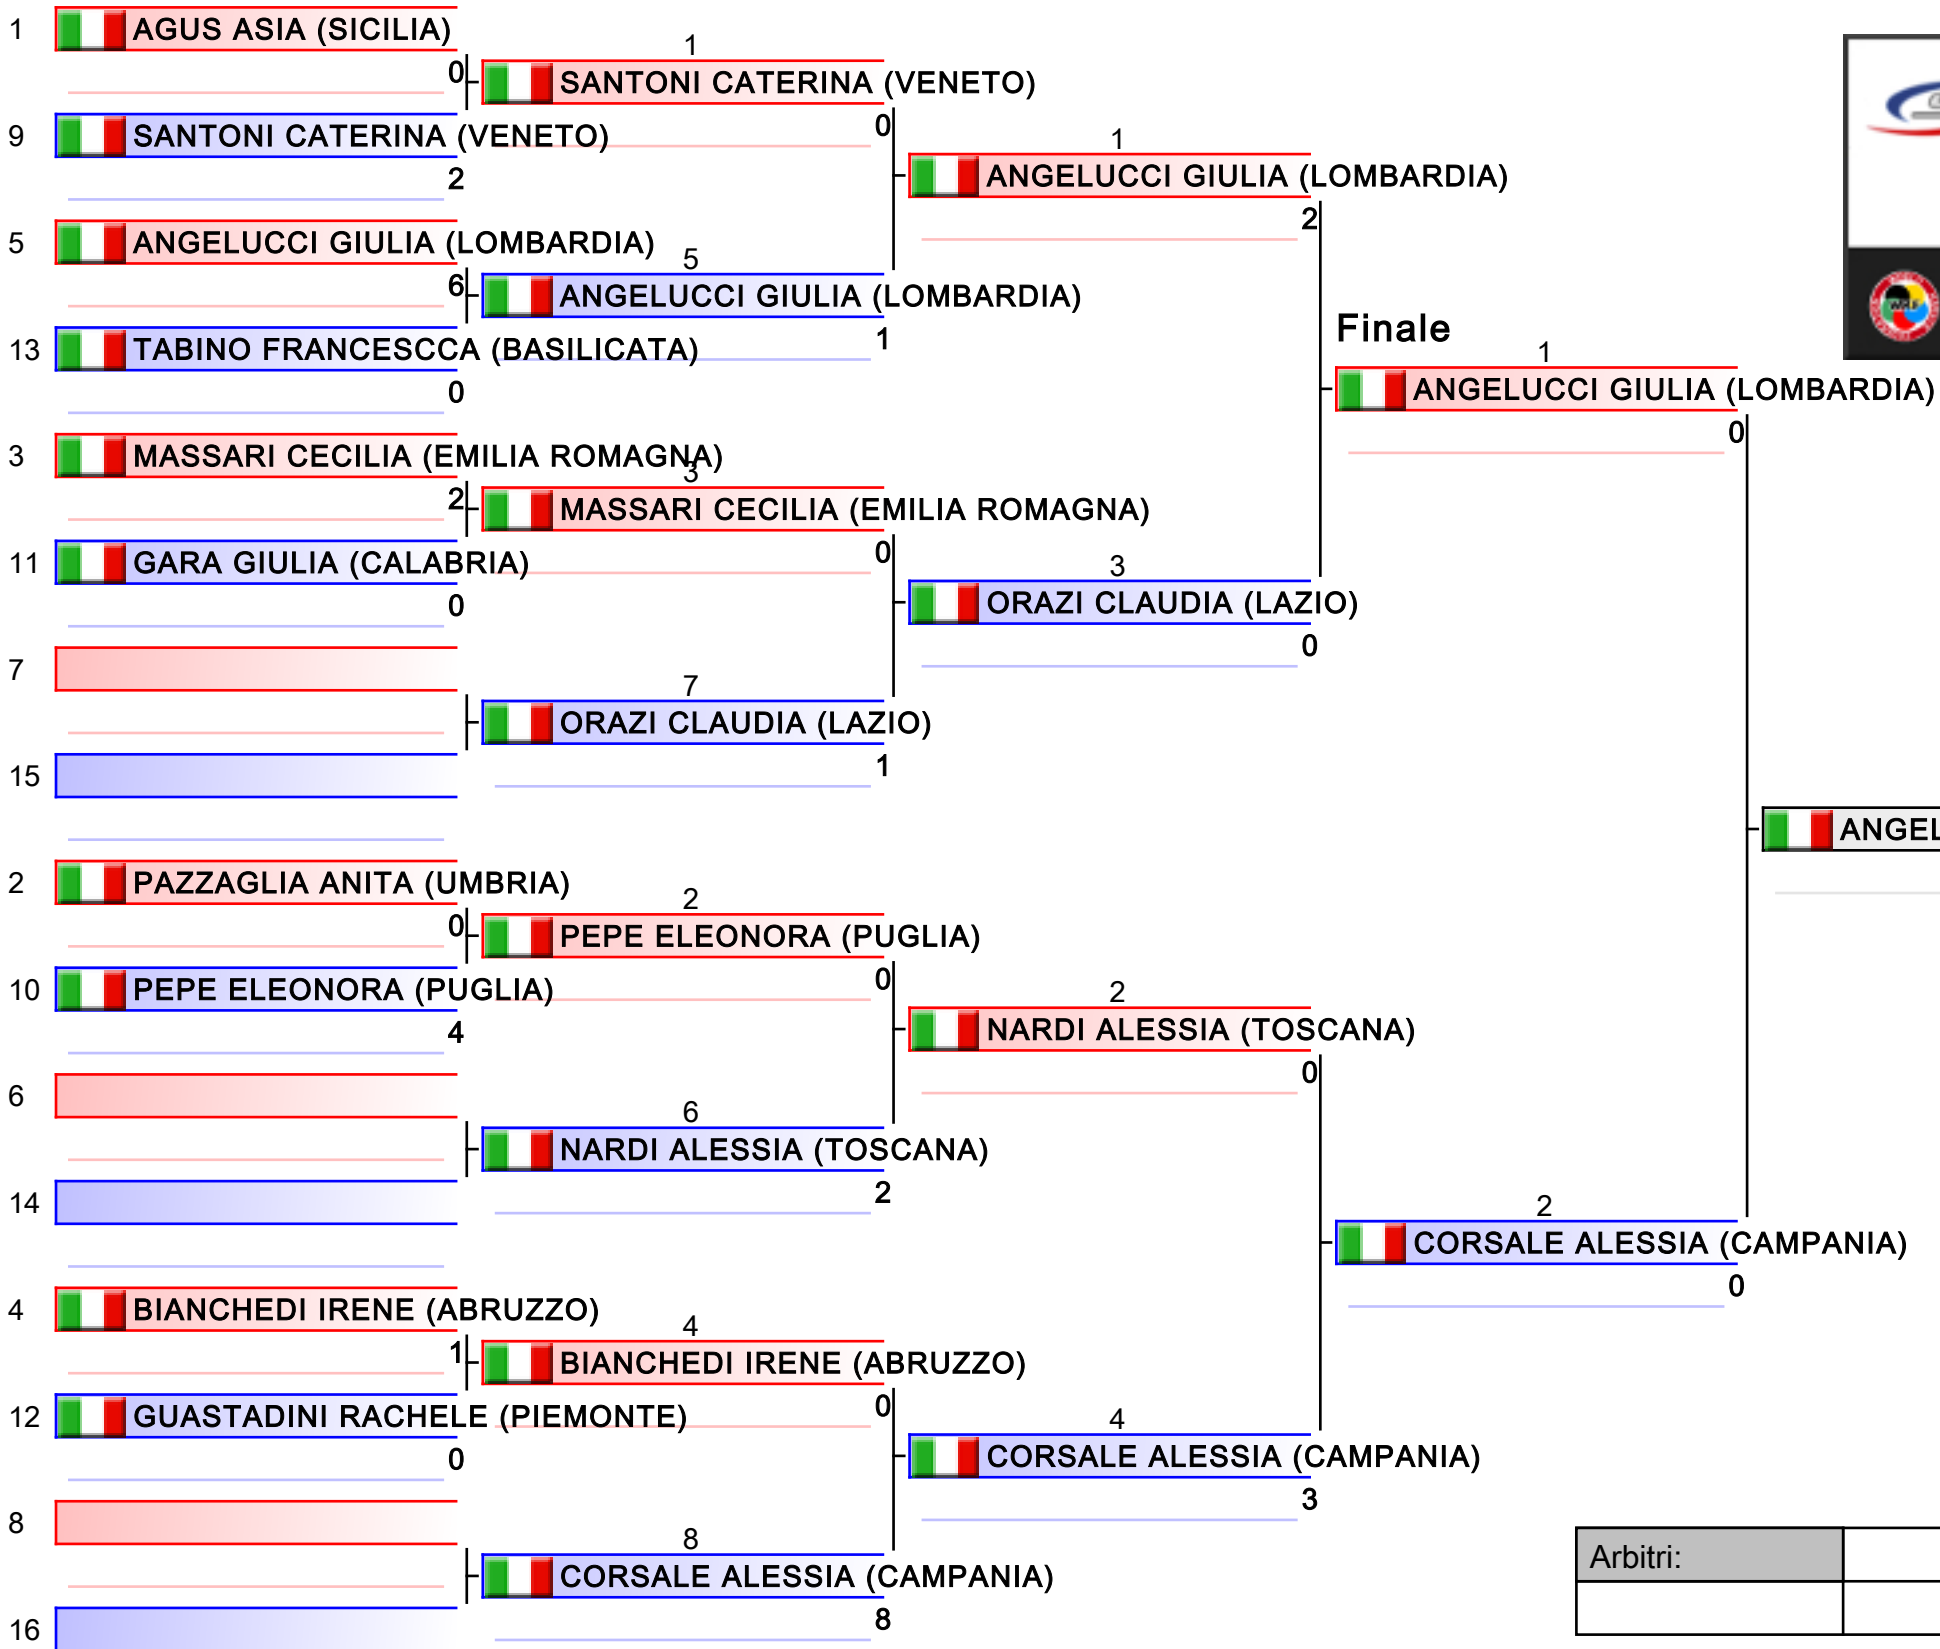 1 AGUS ASIA (SICILIA)
0
9 SANTONI CATERINA (VENETO)
2
5 ANGELUCCI GIULIA (LOMBARDIA)
6
13 TABINO FRANCESCCA (BASILICATA)
0
3 MASSARI CECILIA (EMILIA ROMAGNA)
2
11 GARA GIULIA (CALABRIA)
0
7
15
2 PAZZAGLIA ANITA (UMBRIA)
0
10 PEPE ELEONORA (PUGLIA)
4
6
14
4 BIANCHEDI IRENE (ABRUZZO)
1
12 GUASTADINI RACHELE (PIEMONTE)
0
8
16
1
SANTONI CATERINA (VENETO)
0
5
ANGELUCCI GIULIA (LOMBARDIA)
1
3
MASSARI CECILIA (EMILIA ROMAGNA)
0
7
ORAZI CLAUDIA (LAZIO)
1
2
PEPE ELEONORA (PUGLIA)
0
6
NARDI ALESSIA (TOSCANA)
2
4
BIANCHEDI IRENE (ABRUZZO)
0
8
CORSALE ALESSIA (CAMPANIA)
8
1
ANGELUCCI GIULIA (LOMBARDIA)
2
3
ORAZI CLAUDIA (LAZIO)
0
2
NARDI ALESSIA (TOSCANA)
0
4
CORSALE ALESSIA (CAMPANIA)
3
Finale
1
ANGELUCCI GIULIA (LOMBARDIA)
0
2
CORSALE ALESSIA (CAMPANIA)
0
ANGEL
Arbitri: